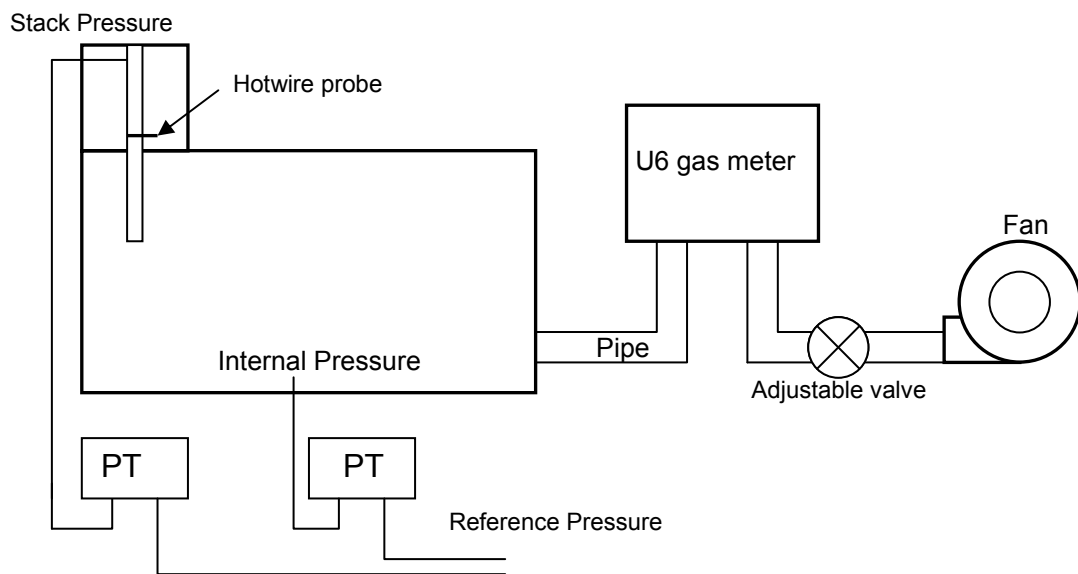 Stack Pressure
Hotwire probe
U6 gas meter
Fan
Pipe
Internal Pressure
Adjustable valve
PT
PT
Reference Pressure